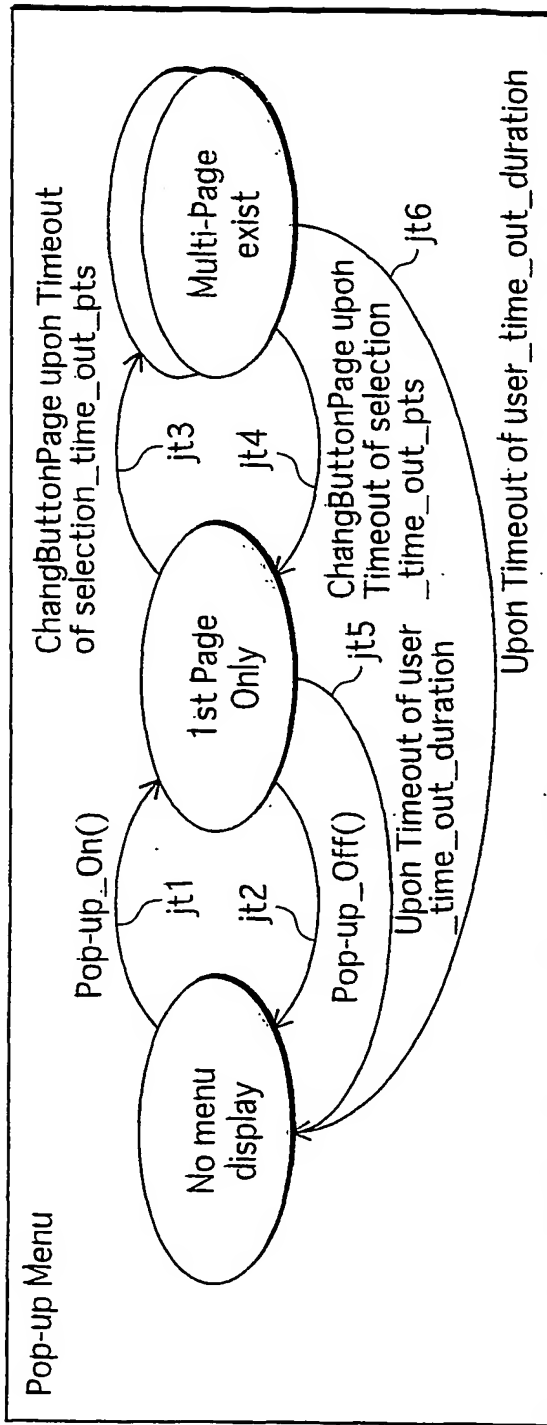 Pop-up Menu
No menu
display
Pop-up_On()
jt1
jt2
Pop-up_Off()
1st Page
Only
jt5
Upon Timeout of user
_time_out_duration
ChangButtonPage upoh Timeout
of selection_time_out_pts
jt3
jt4
ChangButtonPage upoh
Timeout of selection
_time_out_pts
Multi-Page
exist
jt6
Upon Timeout of user_time_out_duration